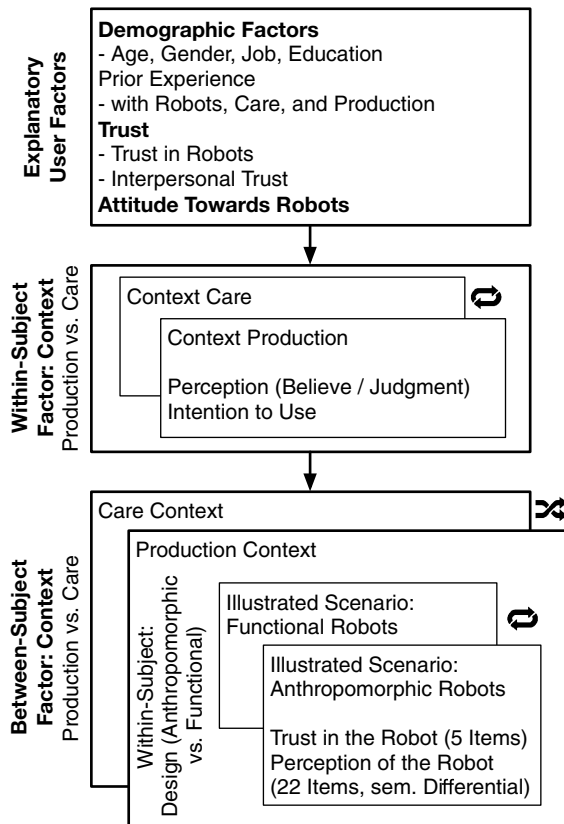 Explanatory
User Factors
Demographic Factors
- Age, Gender, Job, Education
Prior Experience
- with Robots, Care, and Production
Trust
- Trust in Robots
- Interpersonal Trust
Attitude Towards Robots
Within-Subject
Factor: Context
Production vs. Care
Context Care
Context Production
Perception (Believe / Judgment)
Intention to Use
Between-Subject
Factor: Context
Production vs. Care
Care Context
Production Context
Within-Subject:
Design (Anthropomorphic
vs. Functional)
Illustrated Scenario:
Functional Robots
Illustrated Scenario:
Anthropomorphic Robots
Trust in the Robot (5 Items)
Perception of the Robot
(22 Items, sem. Differential)